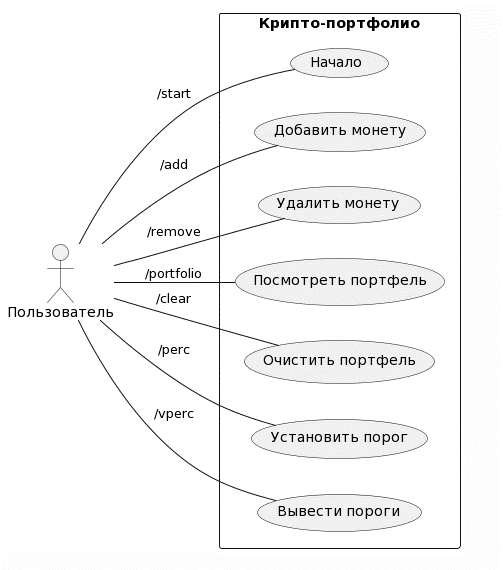 Крипто-портфолио
Начало
/start
Добавить монету
/add
Удалить монету
/remove
/portfolio
Посмотреть портфель
/clear
Пользователь
/perc
Очистить портфель
/vperc
Установить порог
Вывести пороги